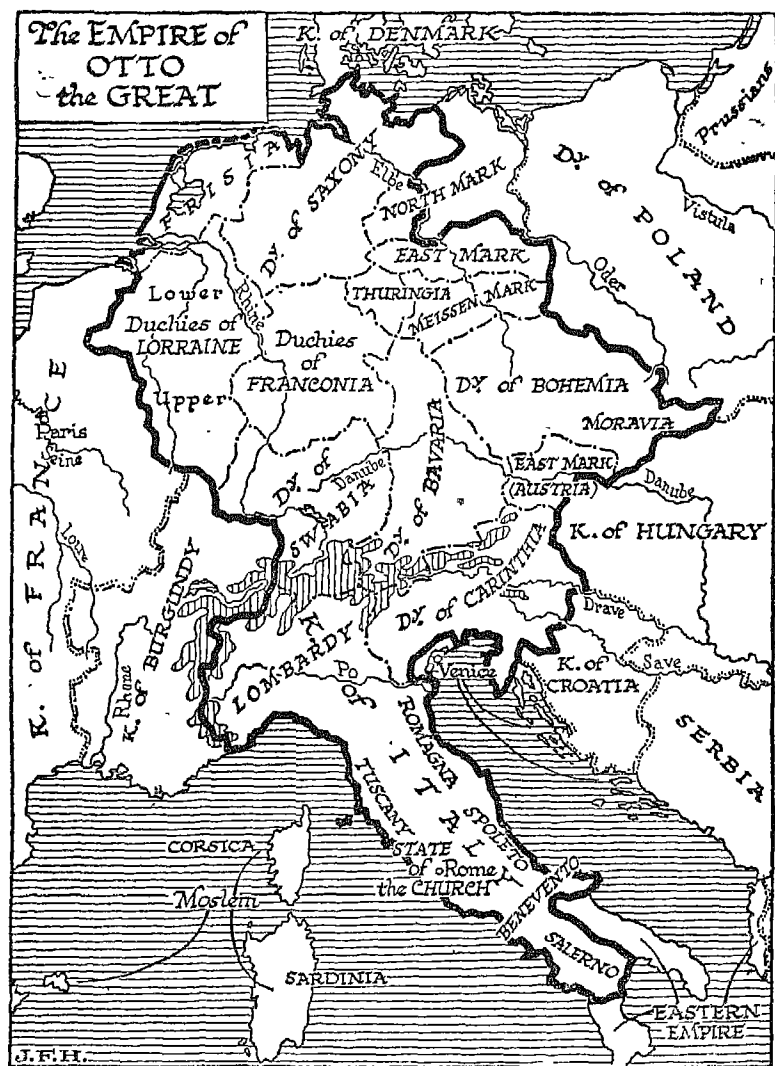 The EMPIRE of
OTTO
the GREAT
K. of DENMARK
Prussians
FRISIA
Dy. of SAXONY
Elbe
NORTH MARK
Dy. of POLAND
Vistula
EAST MARK
Oder
Lower
Duchies of
LORRAINE
Upper
Rhine
THURINGIA
MEISSEN MARK
Duchies
of
FRANCONIA
Dy. of BOHEMIA
MORAVIA
K. of FRANCE
Paris
Seine
Loire
Dy. of
SWABIA
Danube
Dy. of BAVARIA
EAST MARK
(AUSTRIA)
Danube
K. of HUNGARY
K. of BURGUNDY
Rhone
Dy. of CARINTHIA
Drave
Save
K. of
CROATIA
SERBIA
LOMBARDY
Po
Venice
K. of ITALY
ROMAGNA
TUSCANY
SPOLETO
STATE
of Rome
the CHURCH
BENEVENTO
SALERNO
CORSICA
Moslem
SARDINIA
EASTERN
EMPIRE
J.F.H.